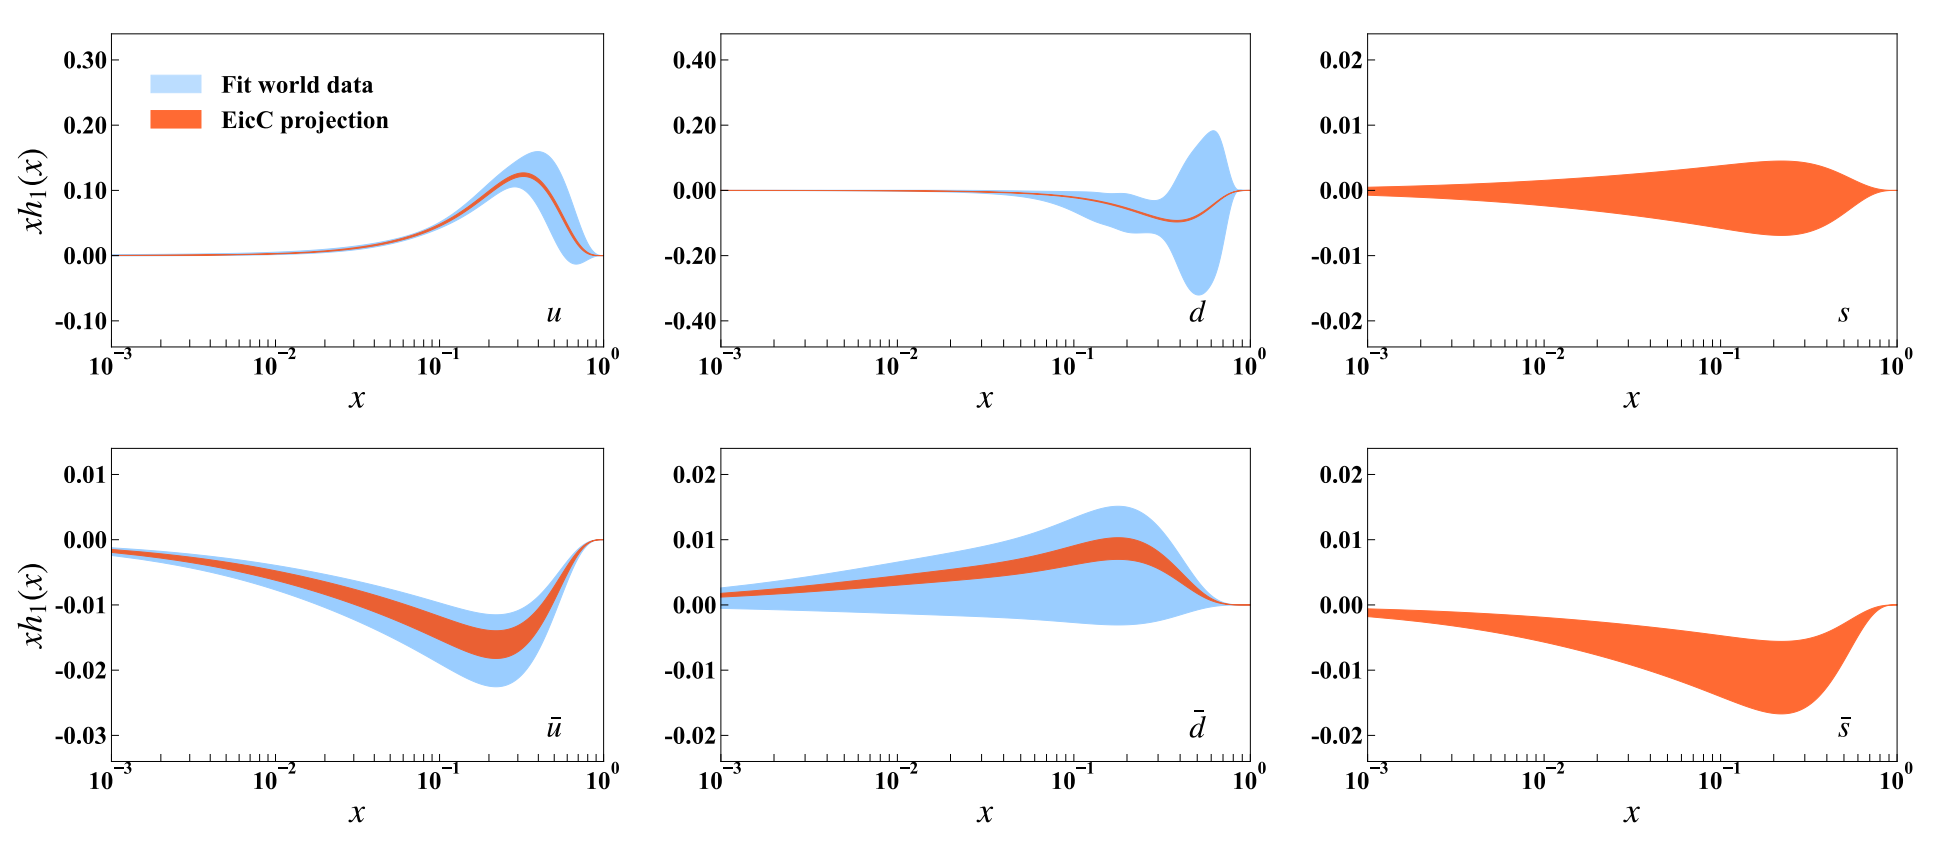 xh₁(x)
0.30
0.20
0.10
0.00
-0.10
Fit world data
EicC projection
u
10⁻³ 10⁻² 10⁻¹ 10⁰
x
0.40
0.20
0.00
-0.20
-0.40
d
10⁻³ 10⁻² 10⁻¹ 10⁰
x
0.02
0.01
0.00
-0.01
-0.02
s
10⁻³ 10⁻² 10⁻¹ 10⁰
x
xh₁(x)
0.01
0.00
-0.01
-0.02
-0.03
ū
10⁻³ 10⁻² 10⁻¹ 10⁰
x
0.02
0.01
0.00
-0.01
-0.02
d̄
10⁻³ 10⁻² 10⁻¹ 10⁰
x
0.02
0.01
0.00
-0.01
-0.02
s̄
10⁻³ 10⁻² 10⁻¹ 10⁰
x